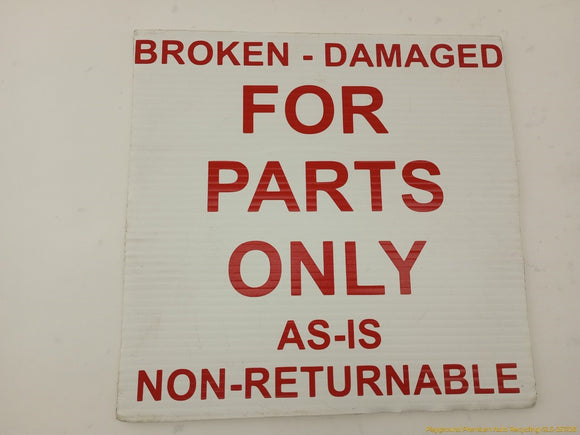 BROKEN - DAMAGED
FOR
PARTS
ONLY
AS-IS
NON-RETURNABLE